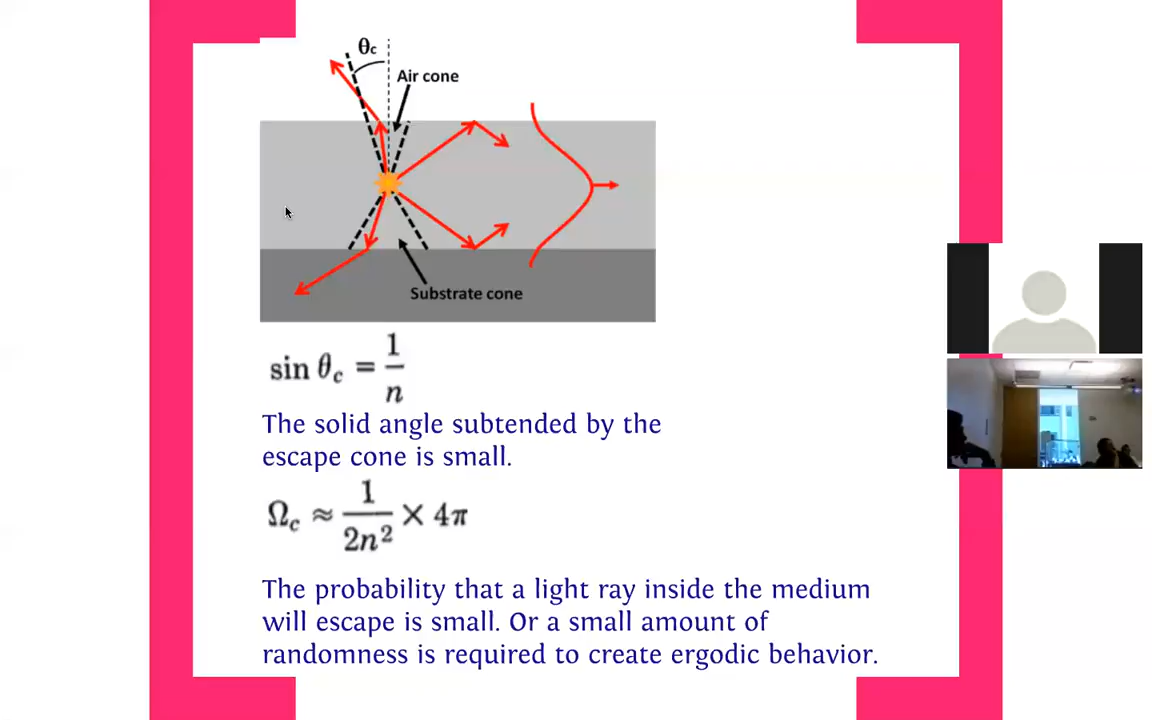 θc
Air cone
Substrate cone
sin θc = 1/n
The solid angle subtended by the
escape cone is small.
Ωc ≈ 1/2n² × 4π
The probability that a light ray inside the medium
will escape is small. Or a small amount of
randomness is required to create ergodic behavior.